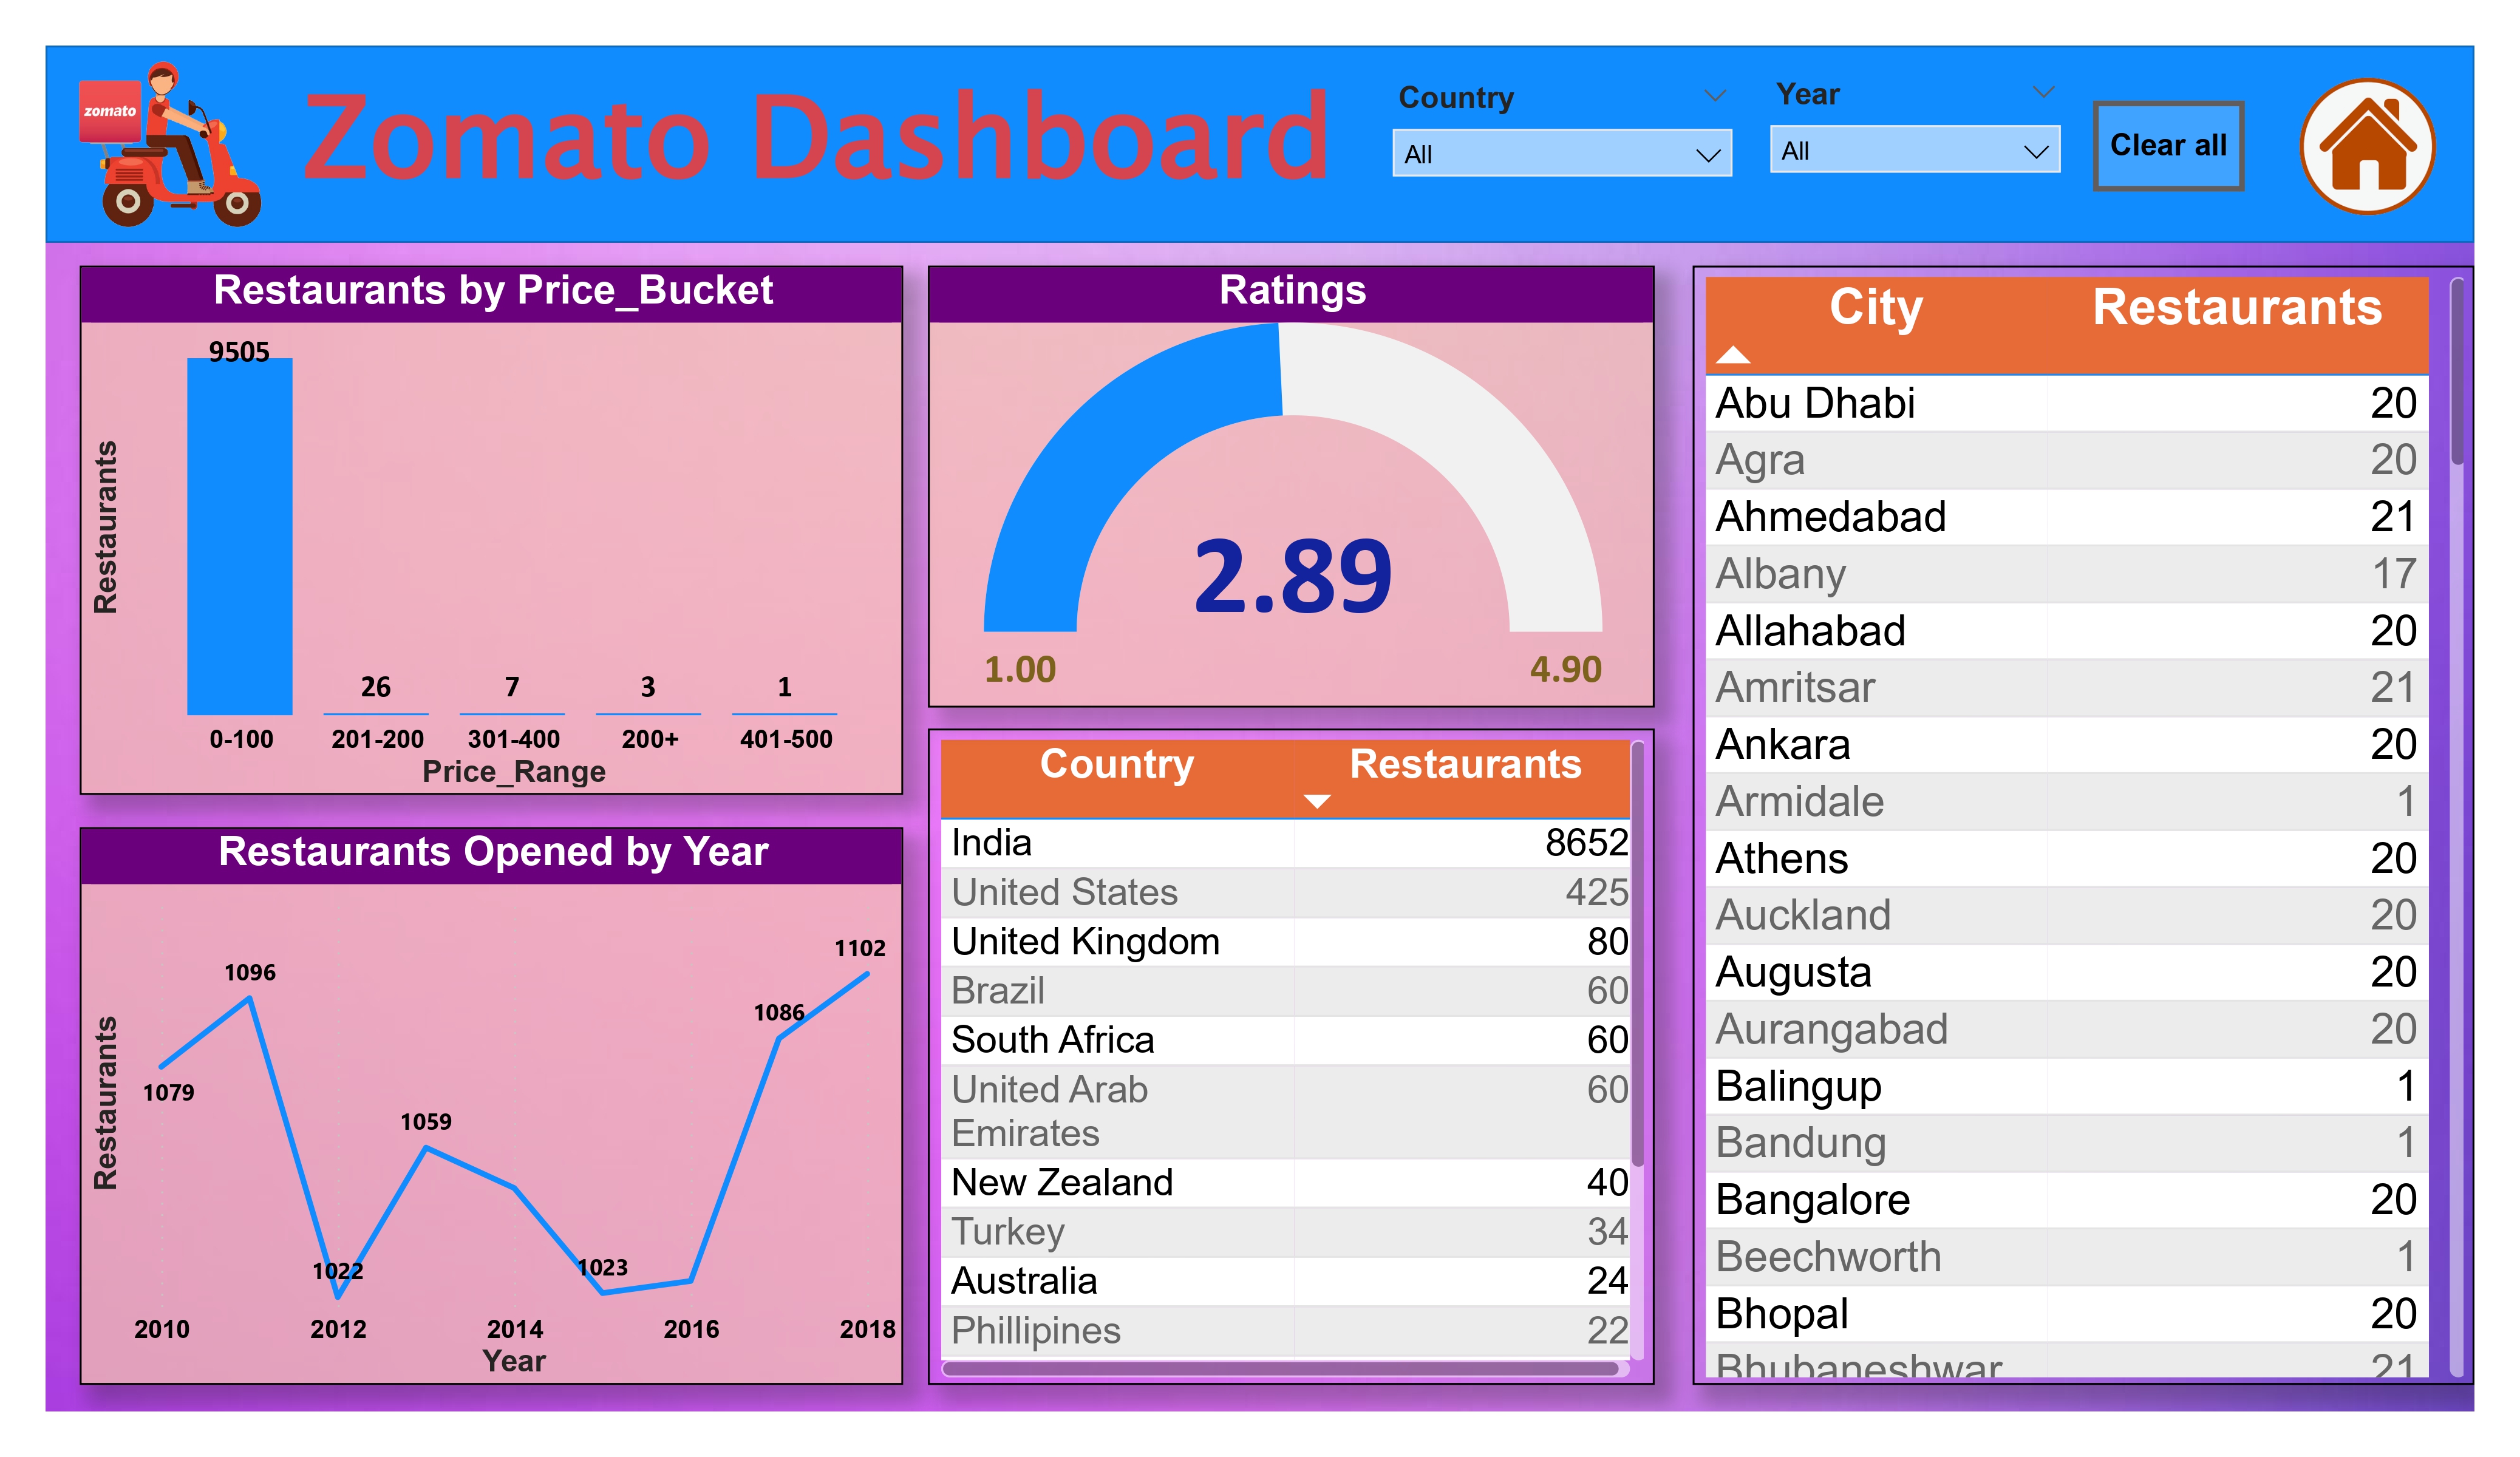 zomato
Zomato Dashboard
Country
All
Year
All
Clear all
Restaurants by Price_Bucket
Restaurants
9505
26
7
3
1
0-100
201-200
301-400
200+
401-500
Price_Range
Restaurants Opened by Year
Restaurants
1079
1096
1022
1059
1023
1086
1102
2010
2012
2014
2016
2018
Year
Ratings
2.89
1.00
4.90
Country Restaurants
India 8652
United States 425
United Kingdom 80
Brazil 60
South Africa 60
United Arab 60
Emirates
New Zealand 40
Turkey 34
Australia 24
Phillipines 22
City Restaurants
Abu Dhabi 20
Agra 20
Ahmedabad 21
Albany 17
Allahabad 20
Amritsar 21
Ankara 20
Armidale 1
Athens 20
Auckland 20
Augusta 20
Aurangabad 20
Balingup 1
Bandung 1
Bangalore 20
Beechworth 1
Bhopal 20
Bhubaneshwar 21